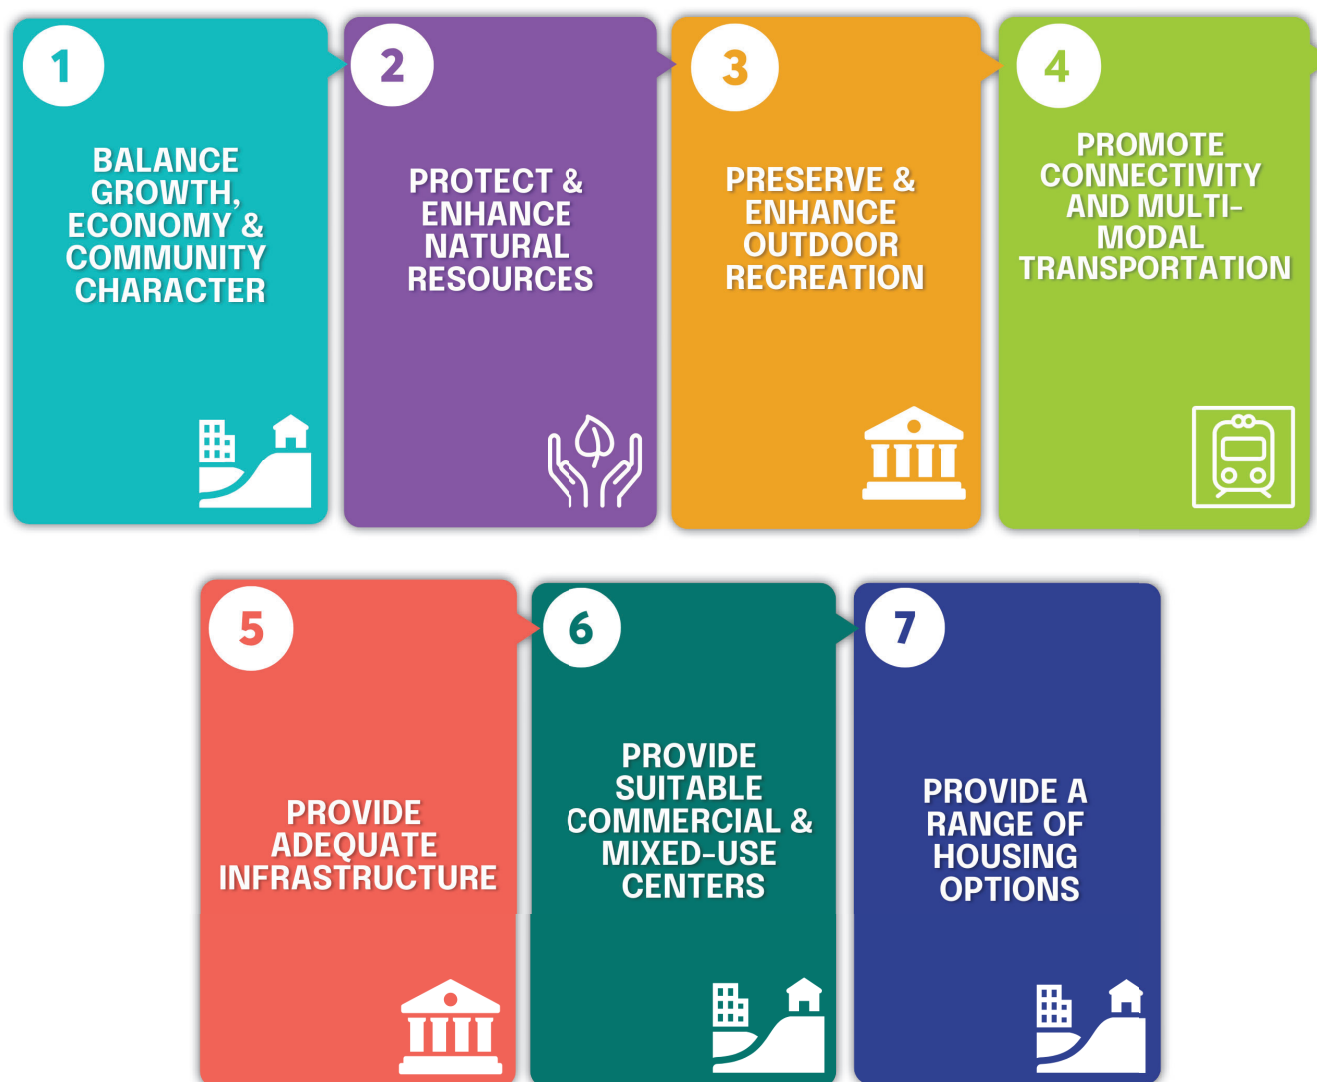 1
BALANCE
GROWTH,
ECONOMY &
COMMUNITY
CHARACTER
2
PROTECT &
ENHANCE
NATURAL
RESOURCES
3
PRESERVE &
ENHANCE
OUTDOOR
RECREATION
4
PROMOTE
CONNECTIVITY
AND MULTI-
MODAL
TRANSPORTATION
5
PROVIDE
ADEQUATE
INFRASTRUCTURE
6
PROVIDE
SUITABLE
COMMERCIAL &
MIXED-USE
CENTERS
7
PROVIDE A
RANGE OF
HOUSING
OPTIONS